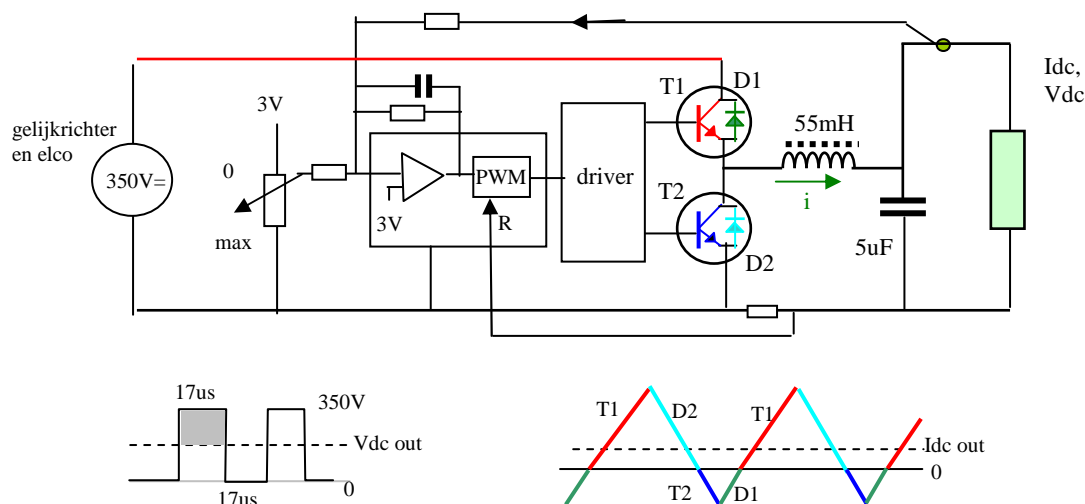 T1
D1
Idc,
Vdc
3V
gelijkrichter
en elco
350V=
0
max
PWM
driver
55mH
3V
R
T2
i
D2
5uF
17us
350V
Vdc out
0
17us
T1
D2
T1
Idc out
0
T2
D1